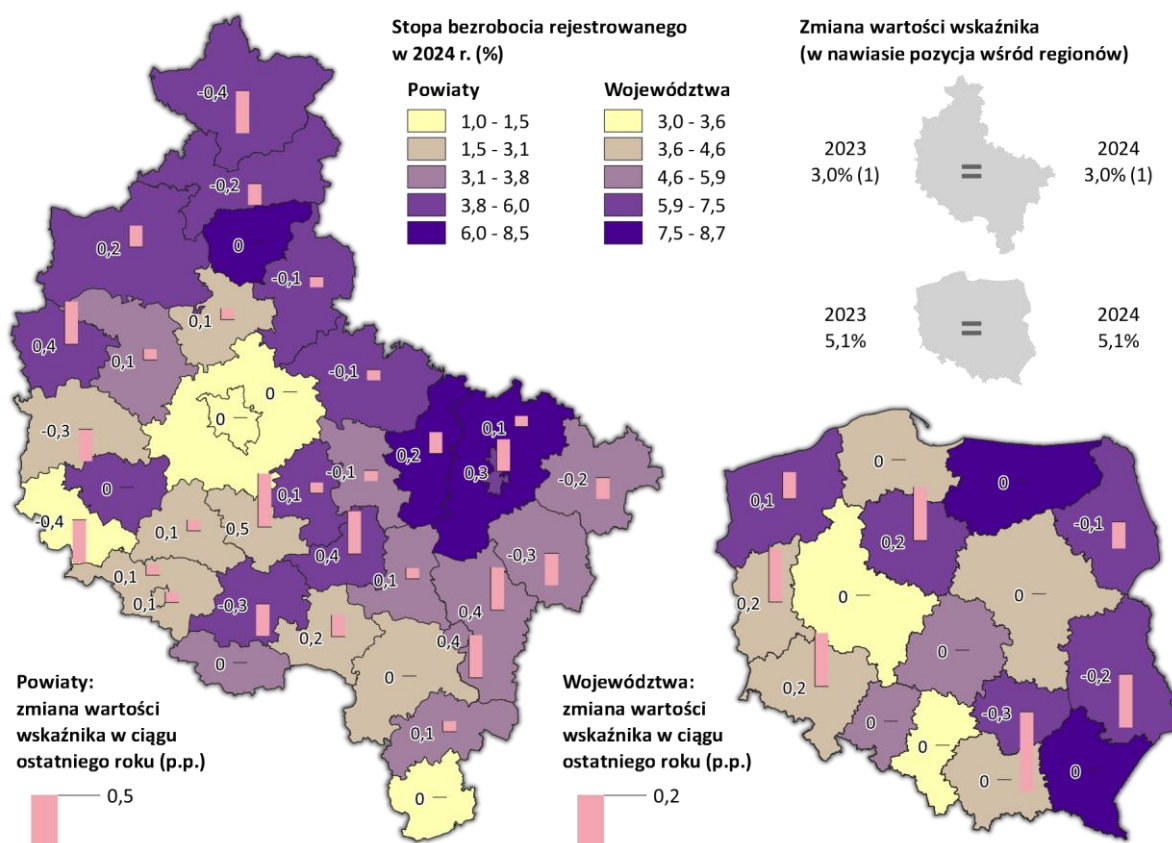 Stopa bezrobocia rejestrowanego
w 2024 r. (%)
Powiaty
1,0 - 1,5
1,5 - 3,1
3,1 - 3,8
3,8 - 6,0
6,0 - 8,5
Województwa
3,0 - 3,6
3,6 - 4,6
4,6 - 5,9
5,9 - 7,5
7,5 - 8,7
Zmiana wartości wskaźnika
(w nawiasie pozycja wśród regionów)
2023
3,0% (1)
=
2024
3,0% (1)
2023
5,1%
=
2024
5,1%
-0,4
-0,2
0,2
0
-0,1
0,1
0,4
0,1
0
-0,1
0
-0,3
0,2
0,1
0,3
-0,2
0
0,1
-0,1
-0,4
0,1
0,5
0,4
-0,3
0,1
0,1
0,1
-0,3
0,4
0,2
0,4
0
0
0,1
0
Powiaty:
zmiana wartości
wskaźnika w ciągu
ostatniego roku (p.p.)
0,5
0
0
0,1
0,2
-0,1
0,2
0
0
0
0,2
-0,2
0
-0,3
0
0
0
Województwa:
zmiana wartości
wskaźnika w ciągu
ostatniego roku (p.p.)
0,2